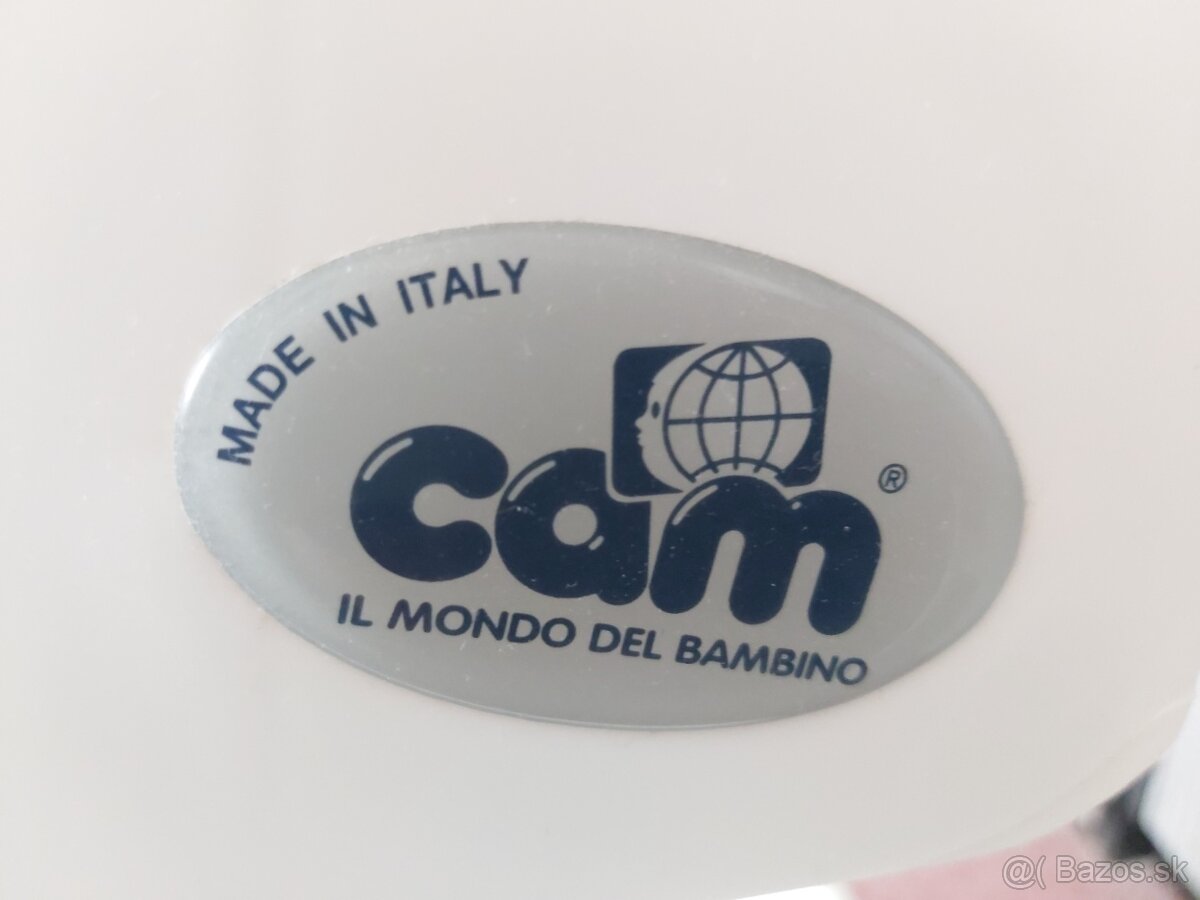 MADE IN ITALY
cam ®
IL MONDO DEL BAMBINO
@( Bazos.sk